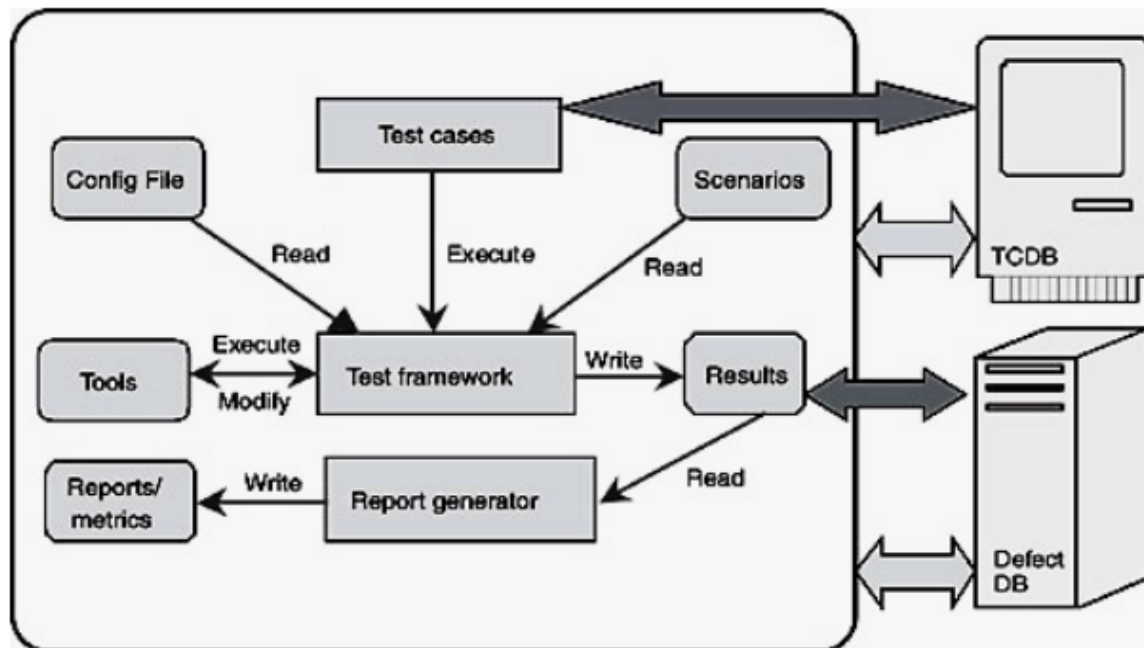 Test cases
Config File
Scenarios
Read
Execute
Read
TCDB
Execute
Tools
Modify
Test framework
Write
Results
Reports/
metrics
Write
Report generator
Read
Defect
DB